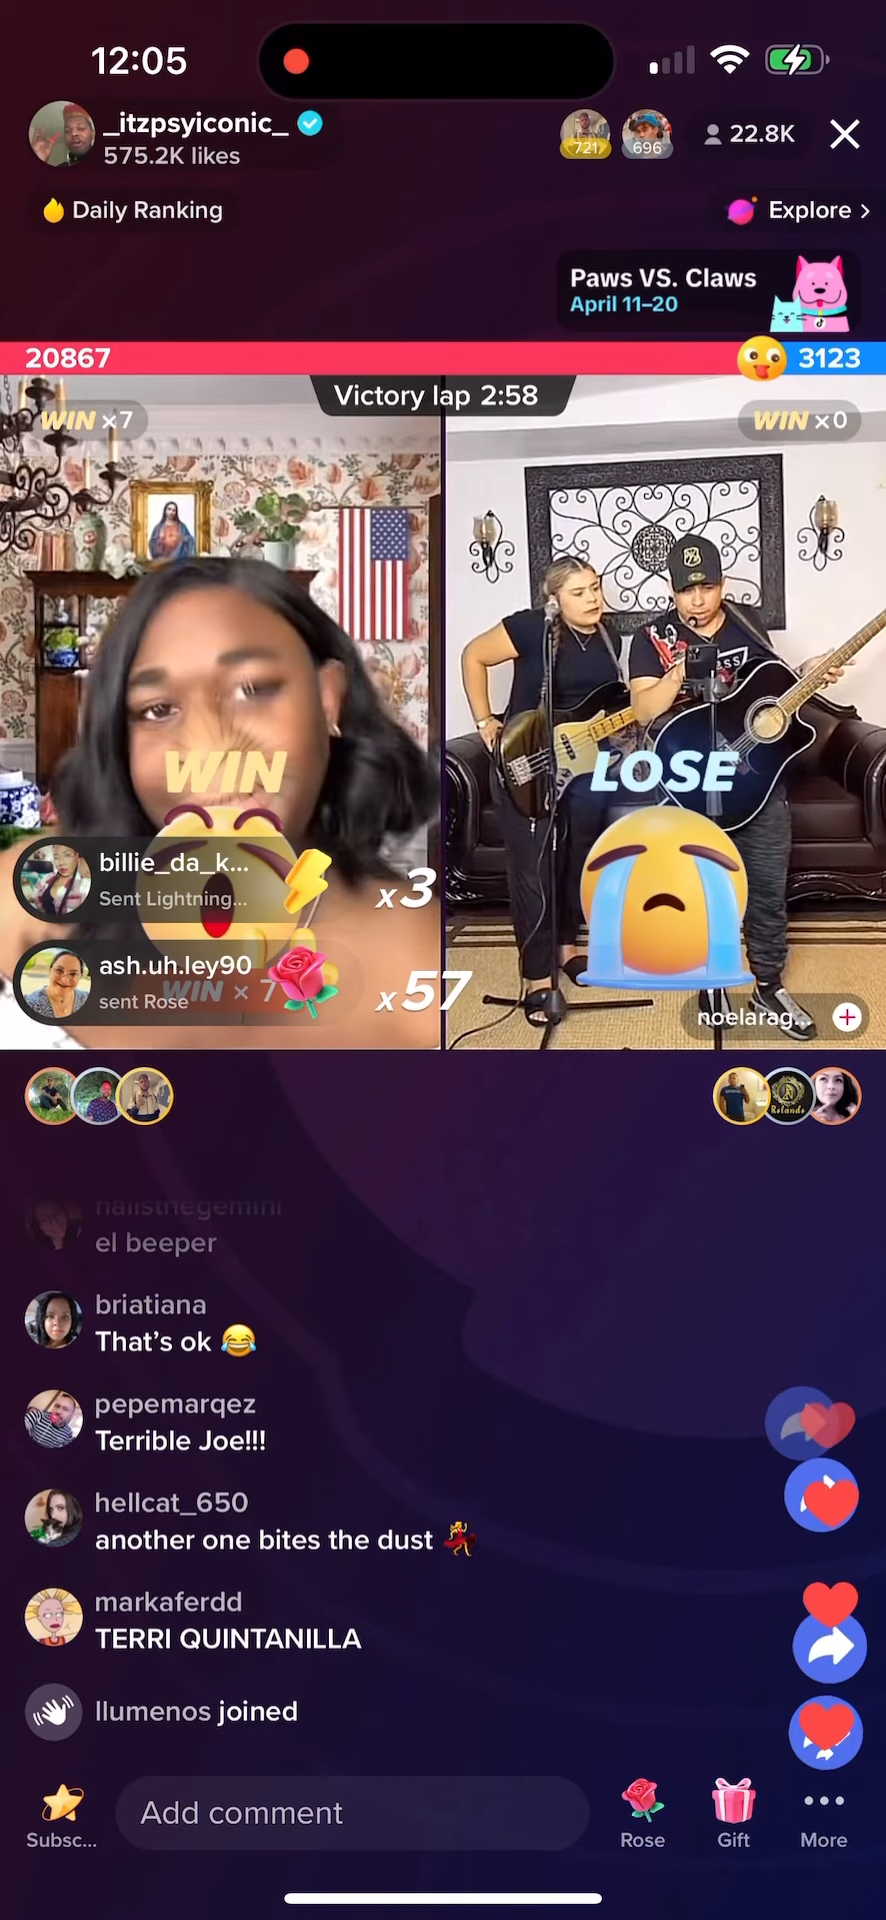 12:05
_itzpsyiconic_
575.2K likes
721
696
22.8K
Daily Ranking
Explore >
Paws VS. Claws
April 11–20
20867
3123
Victory lap 2:58
WIN x7
WIN x0
WIN
LOSE
billie_da_k...
Sent Lightning...
x3
ash.uh.ley90
sent Rose
WIN × 7
x57
noelarag...
el beeper
briatiana
That's ok 😂
pepemarqez
Terrible Joe!!!
hellcat_650
another one bites the dust 💃
markaferdd
TERRI QUINTANILLA
llumenos joined
Subsc...
Add comment
Rose
Gift
More